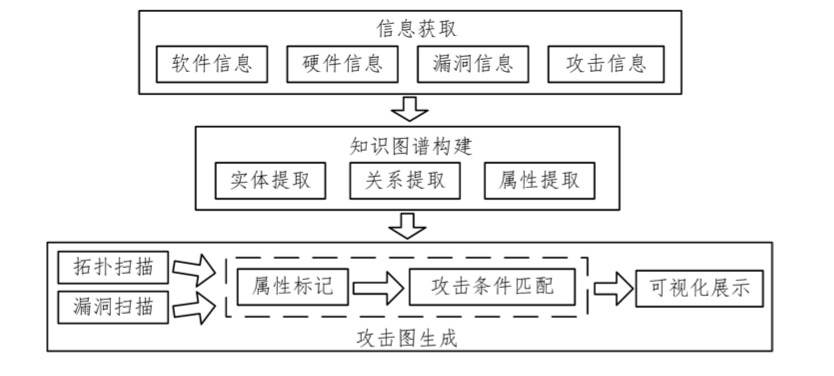 信息获取
软件信息 硬件信息 漏洞信息 攻击信息
知识图谱构建
实体提取 关系提取 属性提取
拓扑扫描
漏洞扫描
属性标记 攻击条件匹配 可视化展示
攻击图生成